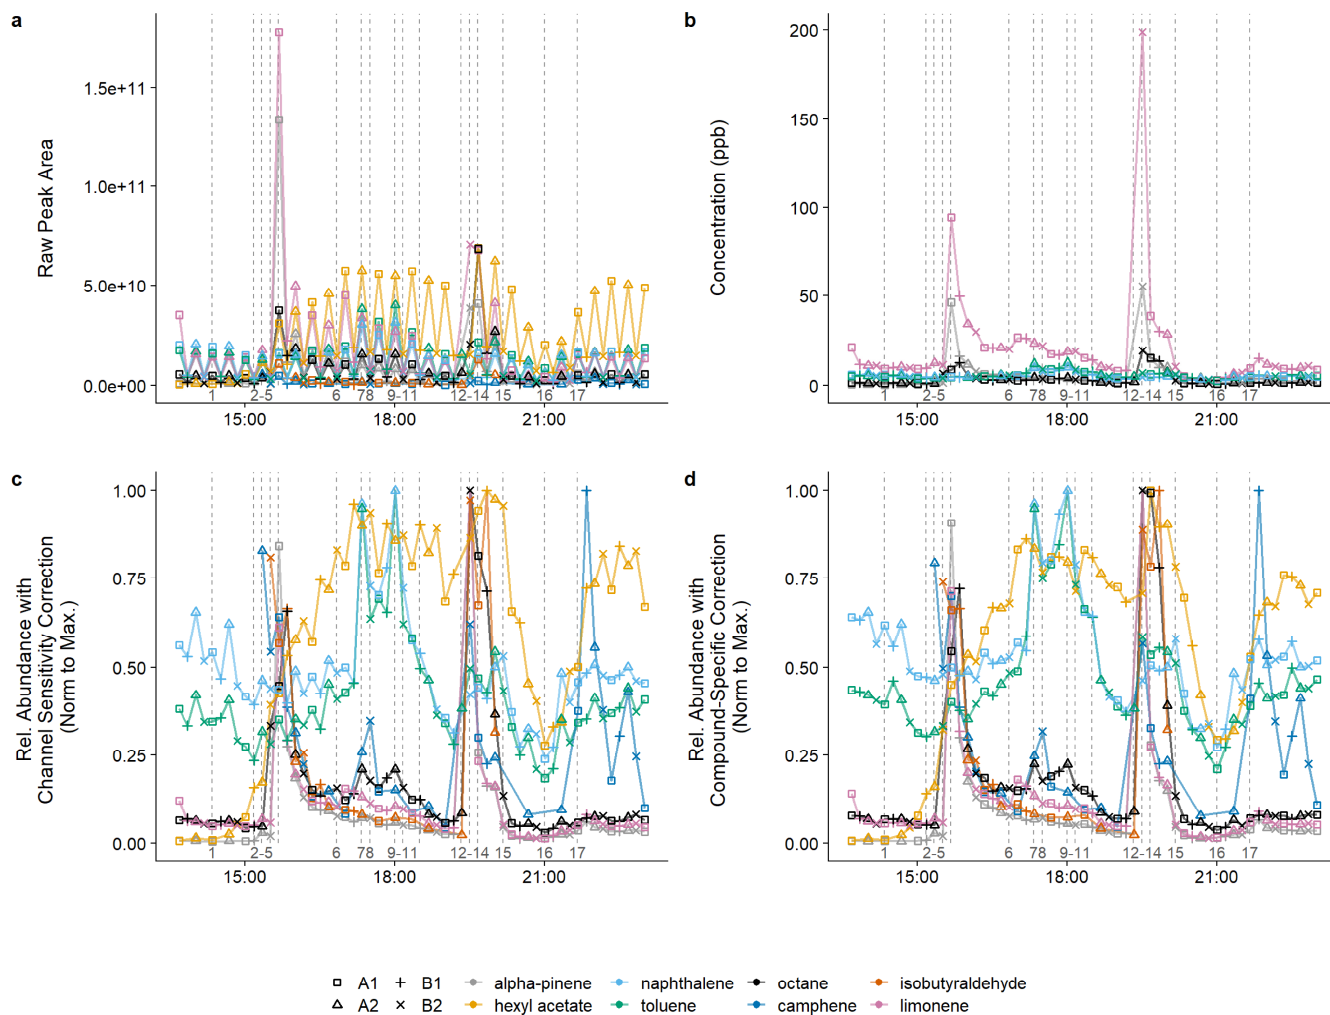 a
Raw Peak Area
1.5e+11
1.0e+11
5.0e+10
0.0e+00
1 2-5 6 78 9-11 12-14 15 16 17
15:00 18:00 21:00
b
Concentration (ppb)
200
150
100
50
0
1 2-5 6 78 9-11 12-14 15 16 17
15:00 18:00 21:00
c
Rel. Abundance with
Channel Sensitivity Correction
(Norm to Max.)
1.00
0.75
0.50
0.25
0.00
1 2-5 6 78 9-11 12-14 15 16 17
15:00 18:00 21:00
d
Rel. Abundance with
Compound-Specific Correction
(Norm to Max.)
1.00
0.75
0.50
0.25
0.00
1 2-5 6 78 9-11 12-14 15 16 17
15:00 18:00 21:00
A1 B1 alpha-pinene naphthalene octane isobutyraldehyde
A2 B2 hexyl acetate toluene camphene limonene